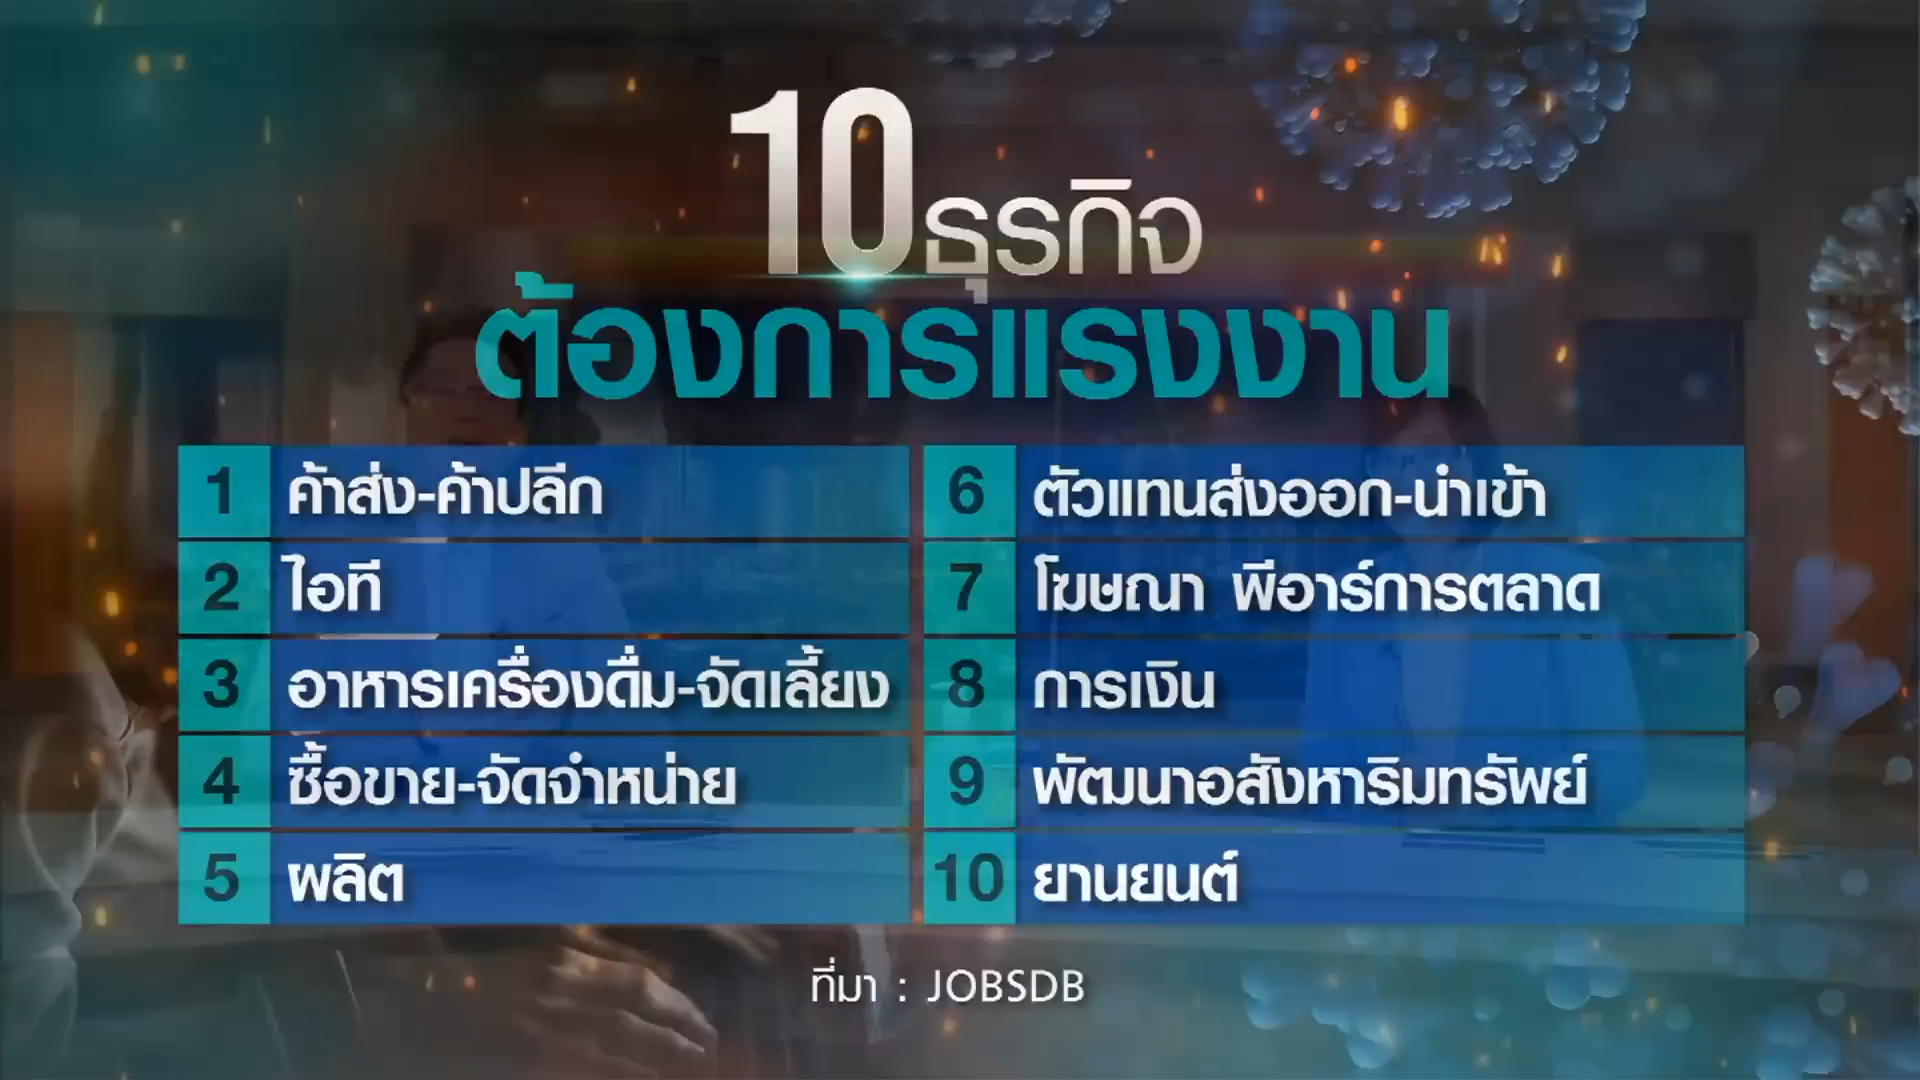 10ธุรกิจ
ต้องการแรงงาน
1 ค้าส่ง-ค้าปลีก
2 ไอที
3 อาหารเครื่องดื่ม-จัดเลี้ยง
4 ซื้อขาย-จัดจำหน่าย
5 ผลิต
6 ตัวแทนส่งออก-นำเข้า
7 โฆษณา พีอาร์การตลาด
8 การเงิน
9 พัฒนาอสังหาริมทรัพย์
10 ยานยนต์
ที่มา : JOBSDB